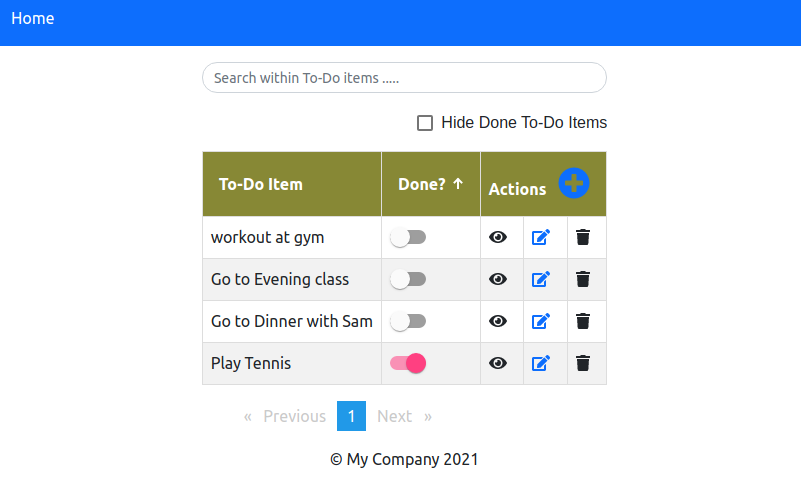 Home
Search within To-Do items .....
Hide Done To-Do Items
To-Do Item Done? ↑ Actions
workout at gym
Go to Evening class
Go to Dinner with Sam
Play Tennis
« Previous 1 Next »
© My Company 2021